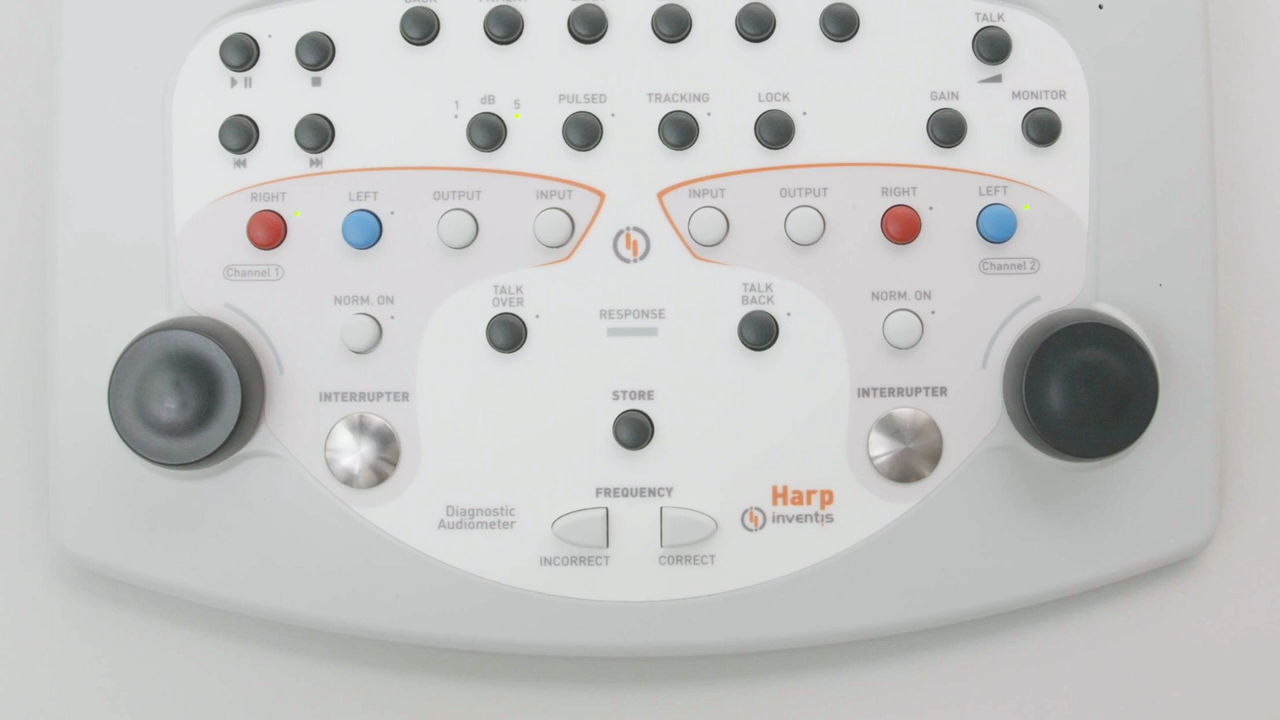 TALK
1 dB 5 PULSED TRACKING LOCK GAIN MONITOR
RIGHT LEFT OUTPUT INPUT INPUT OUTPUT RIGHT LEFT
Channel 1 Channel 2
NORM. ON NORM. ON
TALK
OVER
TALK
BACK
RESPONSE
INTERRUPTER STORE INTERRUPTER
FREQUENCY
Diagnostic
Audiometer
Harp
inventis
INCORRECT CORRECT